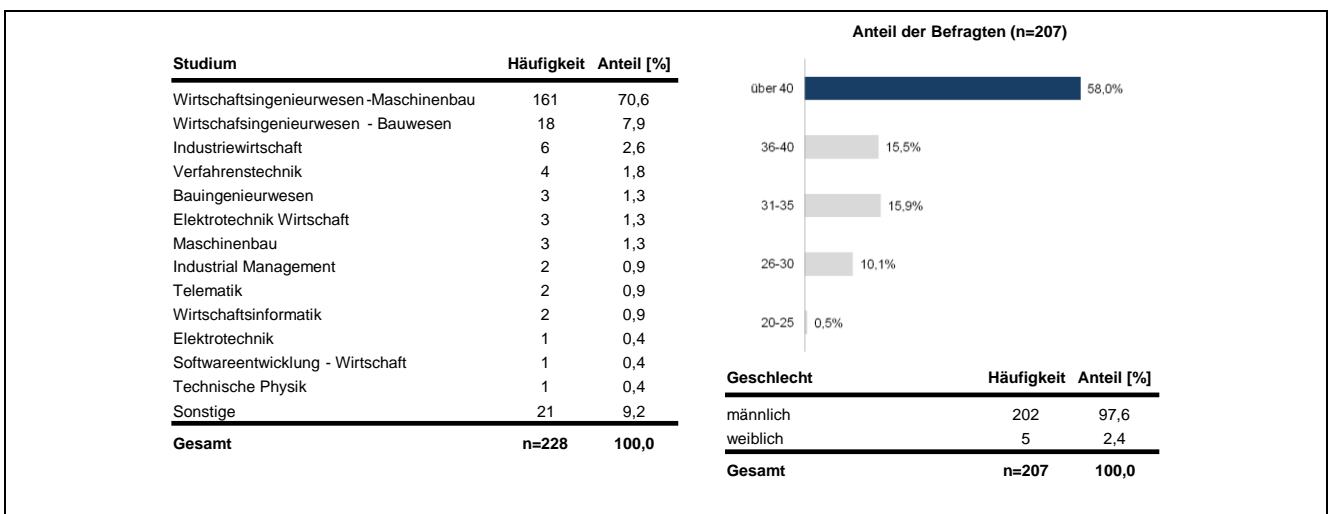 Studium Häufigkeit Anteil [%]
Wirtschaftsingenieurwesen-Maschinenbau 161 70,6
Wirtschafsingenieurwesen - Bauwesen 18 7,9
Industriewirtschaft 6 2,6
Verfahrenstechnik 4 1,8
Bauingenieurwesen 3 1,3
Elektrotechnik Wirtschaft 3 1,3
Maschinenbau 3 1,3
Industrial Management 2 0,9
Telematik 2 0,9
Wirtschaftsinformatik 2 0,9
Elektrotechnik 1 0,4
Softwareentwicklung - Wirtschaft 1 0,4
Technische Physik 1 0,4
Sonstige 21 9,2
Gesamt n=228 100,0
Anteil der Befragten (n=207)
über 40 58,0%
36-40 15,5%
31-35 15,9%
26-30 10,1%
20-25 0,5%
Geschlecht Häufigkeit Anteil [%]
männlich 202 97,6
weiblich 5 2,4
Gesamt n=207 100,0